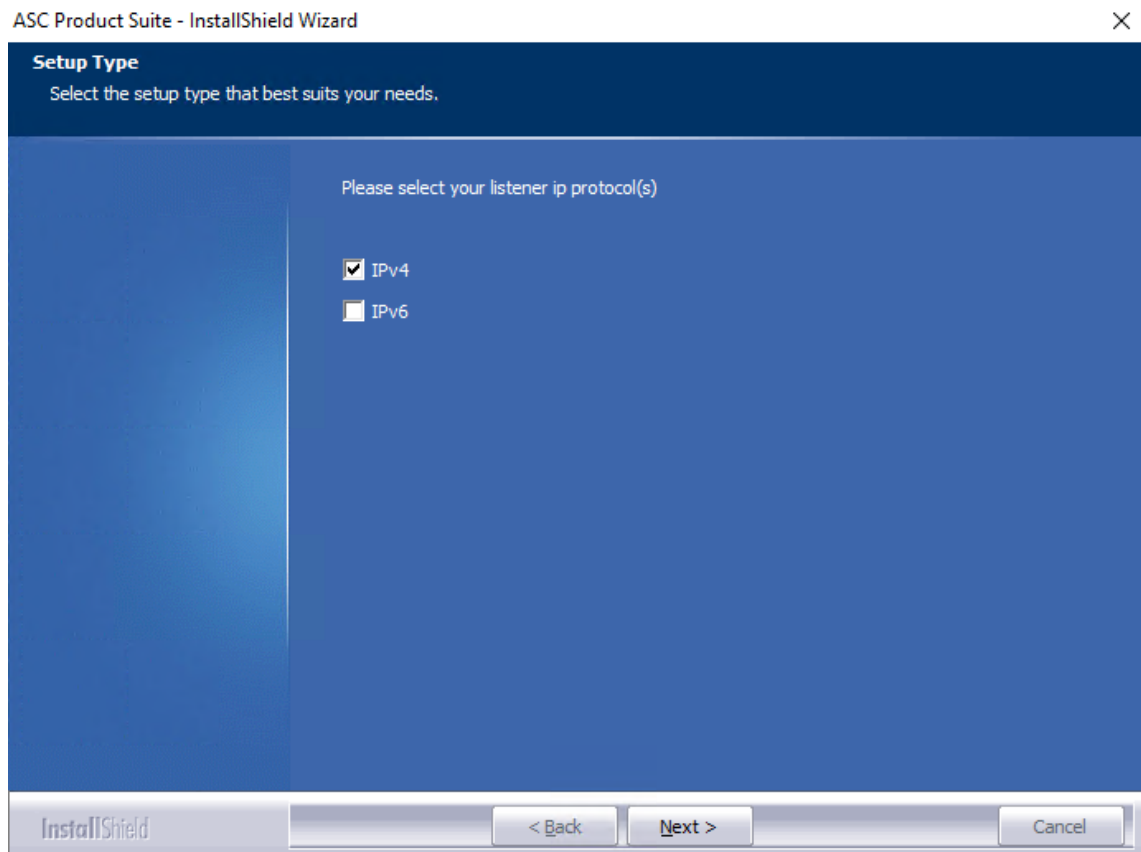 ASC Product Suite - InstallShield Wizard
Setup Type
Select the setup type that best suits your needs.
Please select your listener ip protocol(s)
IPv4
IPv6
InstallShield
< Back
Next >
Cancel